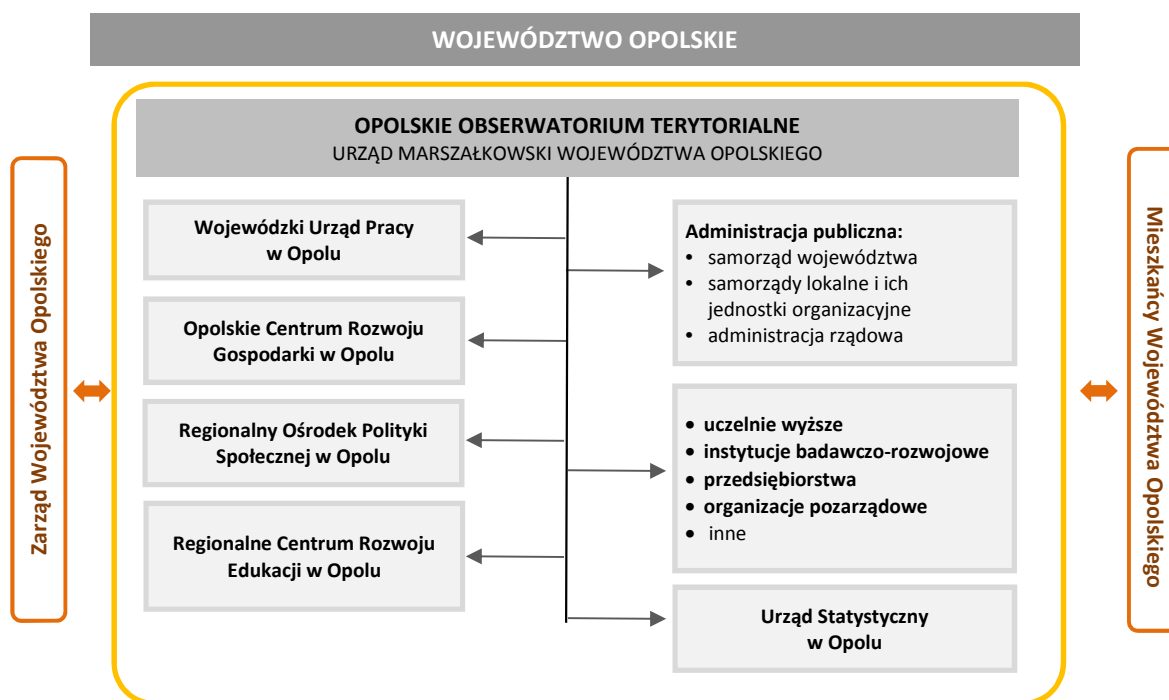 WOJEWÓDZTWO OPOLSKIE
OPOLSKIE OBSERWATORIUM TERYTORIALNE
URZĄD MARSZAŁKOWSKI WOJEWÓDZTWA OPOLSKIEGO
Zarząd Województwa Opolskiego
Wojewódzki Urząd Pracy
w Opolu
Opolskie Centrum Rozwoju
Gospodarki w Opolu
Regionalny Ośrodek Polityki
Społecznej w Opolu
Regionalne Centrum Rozwoju
Edukacji w Opolu
Administracja publiczna:
• samorząd województwa
• samorządy lokalne i ich
jednostki organizacyjne
• administracja rządowa
• uczelnie wyższe
• instytucje badawczo-rozwojowe
• przedsiębiorstwa
• organizacje pozarządowe
• inne
Urząd Statystyczny
w Opolu
Mieszkańcy Województwa Opolskiego